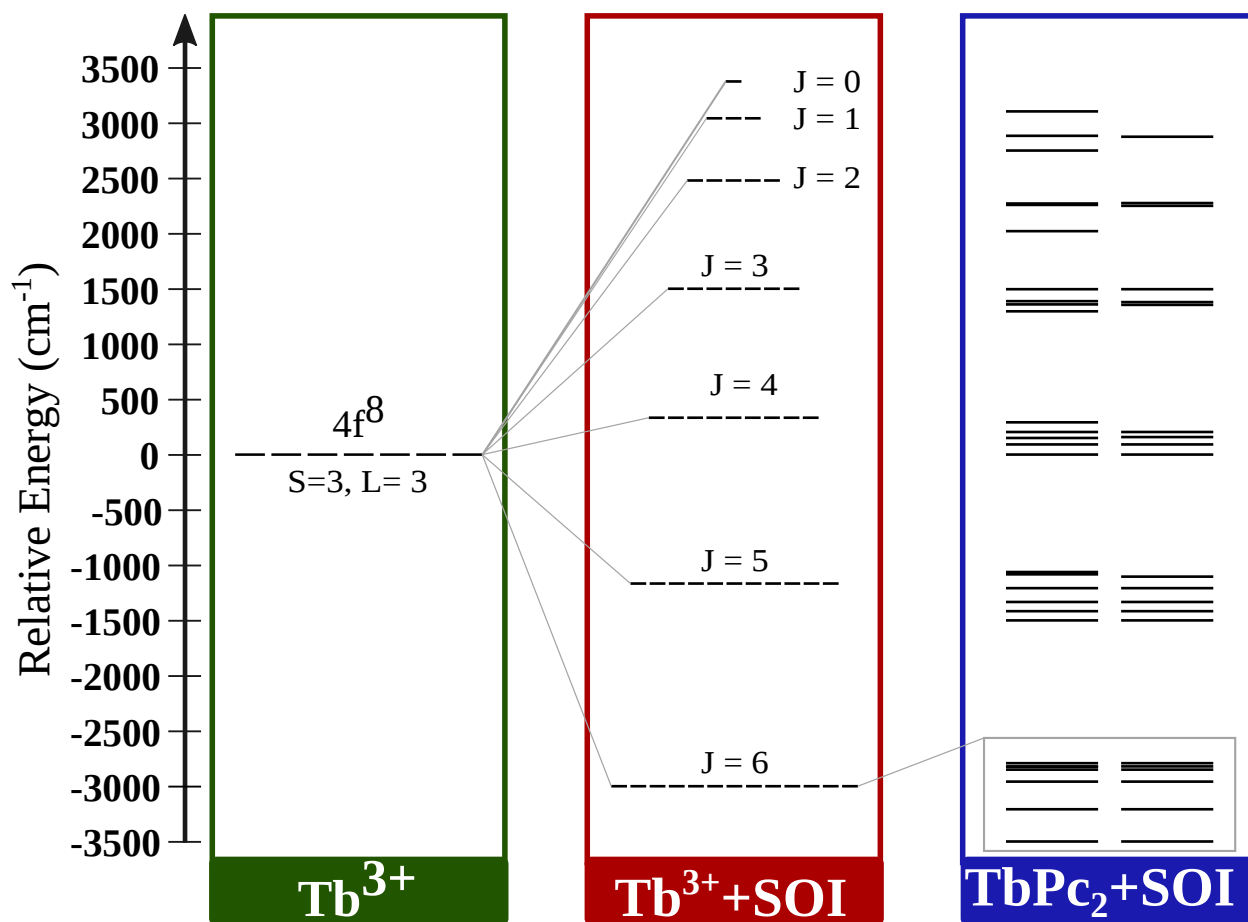 3500
3000
2500
2000
1500
1000
500
0
-500
-1000
-1500
-2000
-2500
-3000
-3500
Relative Energy (cm⁻¹)
4f⁸
S=3, L= 3
Tb³⁺
J = 0
J = 1
J = 2
J = 3
J = 4
J = 5
J = 6
Tb³⁺+SOI
TbPc₂+SOI